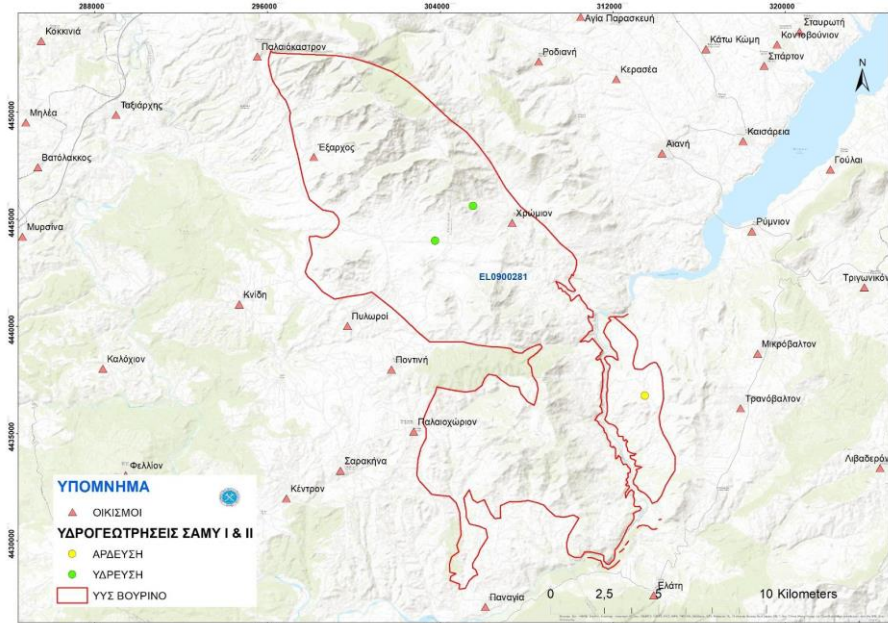 288000
296000
304000
312000
320000
Σταυρωτή
Αγία Παρασκευή
Κοκκινιά
Κοντοβούνιον
Κάτω Κώμη
Παλαιόκαστρον
Ροδιανή
Σπάρτον
Κερασέα
N
4450000
Ταξιάρχης
Μηλέα
Καισάρεια
Αιανή
Έξαρχος
Βατόλακκος
Γούλαι
4445000
Χρώμιον
Ρύμνιον
Μυρσίνα
EL0900281
Τριγωνικόν
Κνίδη
4440000
Πυλωροί
Μικρόβαλτον
Καλόχιον
Ποντινή
Τρανόβαλτον
4435000
Παλαιοχώριον
Φελλίον
Σαρακήνα
Λιβαδερόν
ΥΠΟΜΝΗΜΑ
Κέντρον
ΟΙΚΙΣΜΟΙ
ΥΔΡΟΓΕΩΤΡΗΣΕΙΣ ΣΑΜΥ Ι & ΙΙ
4430000
ΑΡΔΕΥΣΗ
ΥΔΡΕΥΣΗ
Ελάτη
0 2,5 5 10 Kilometers
ΥΥΣ ΒΟΥΡΙΝΟ
Παναγία